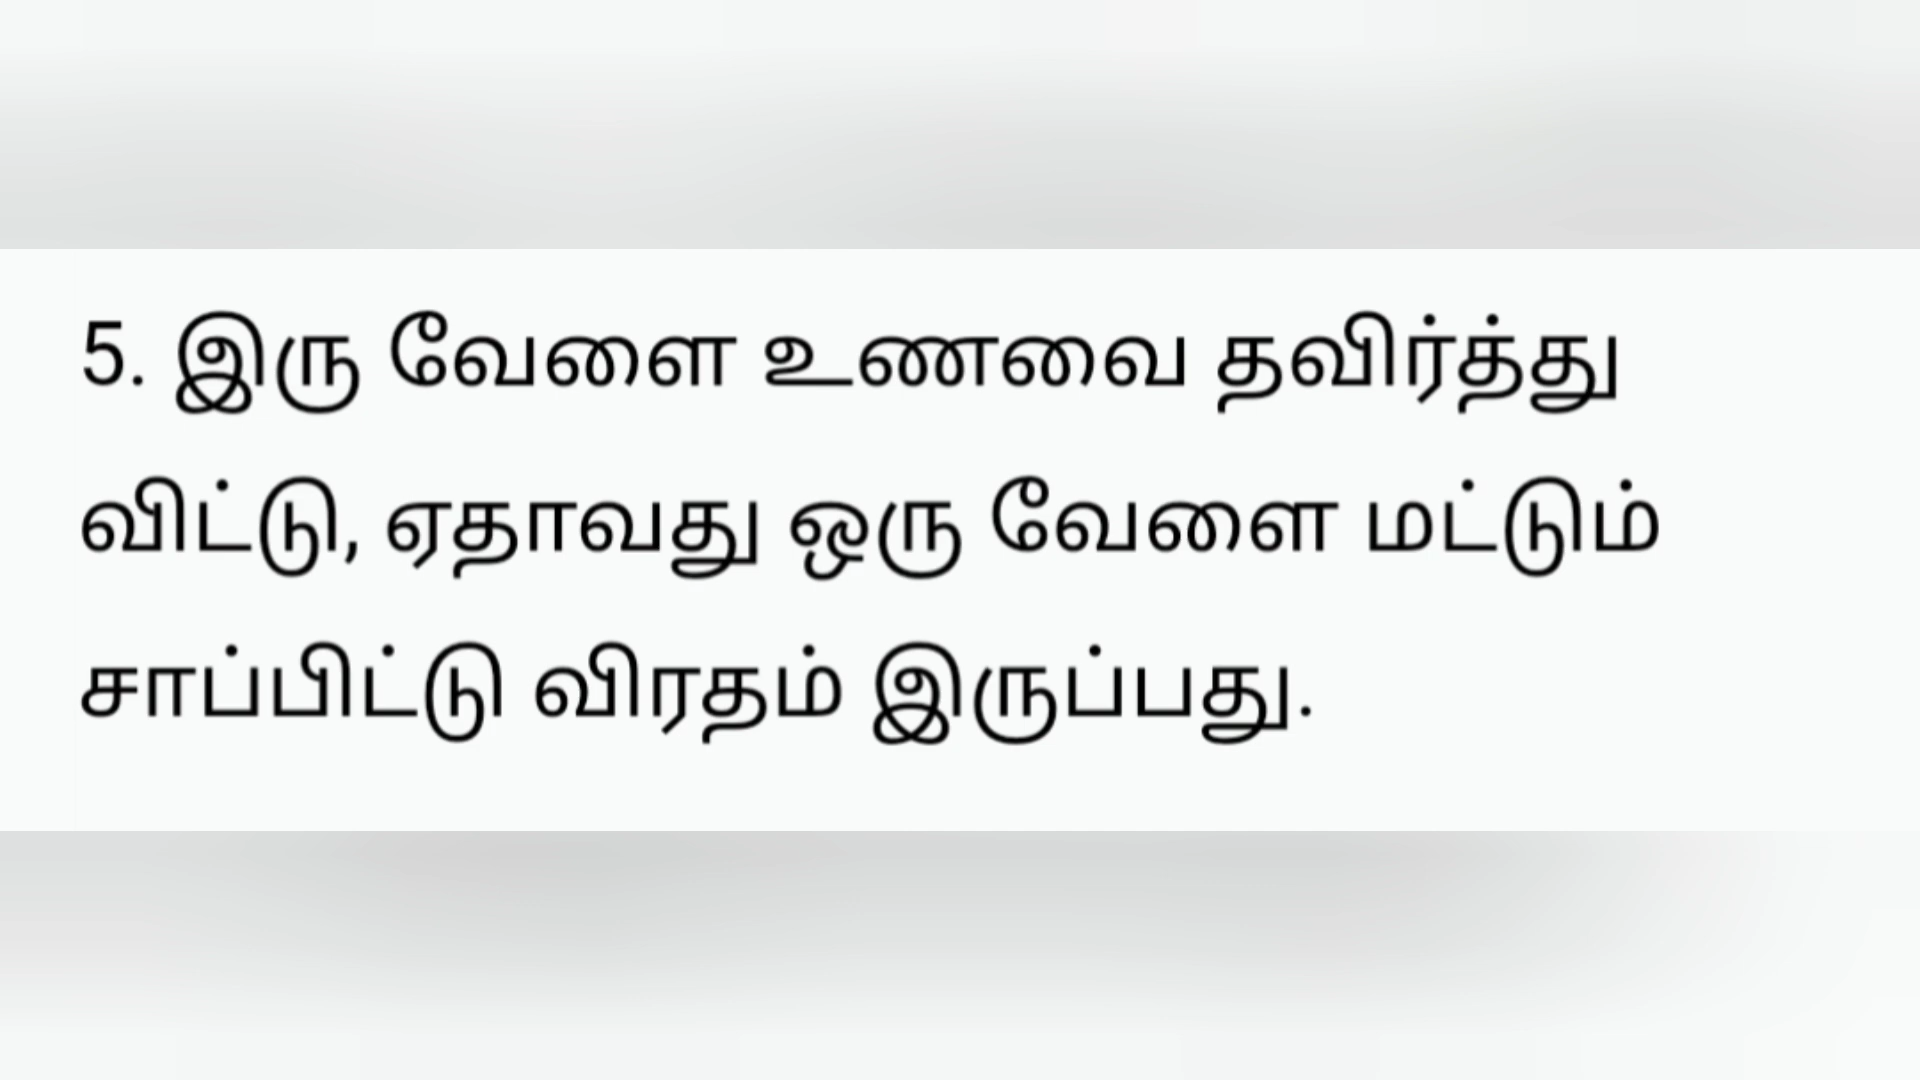 5. இரு வேளை உணவை தவிர்த்து
விட்டு, ஏதாவது ஒரு வேளை மட்டும்
சாப்பிட்டு விரதம் இருப்பது.